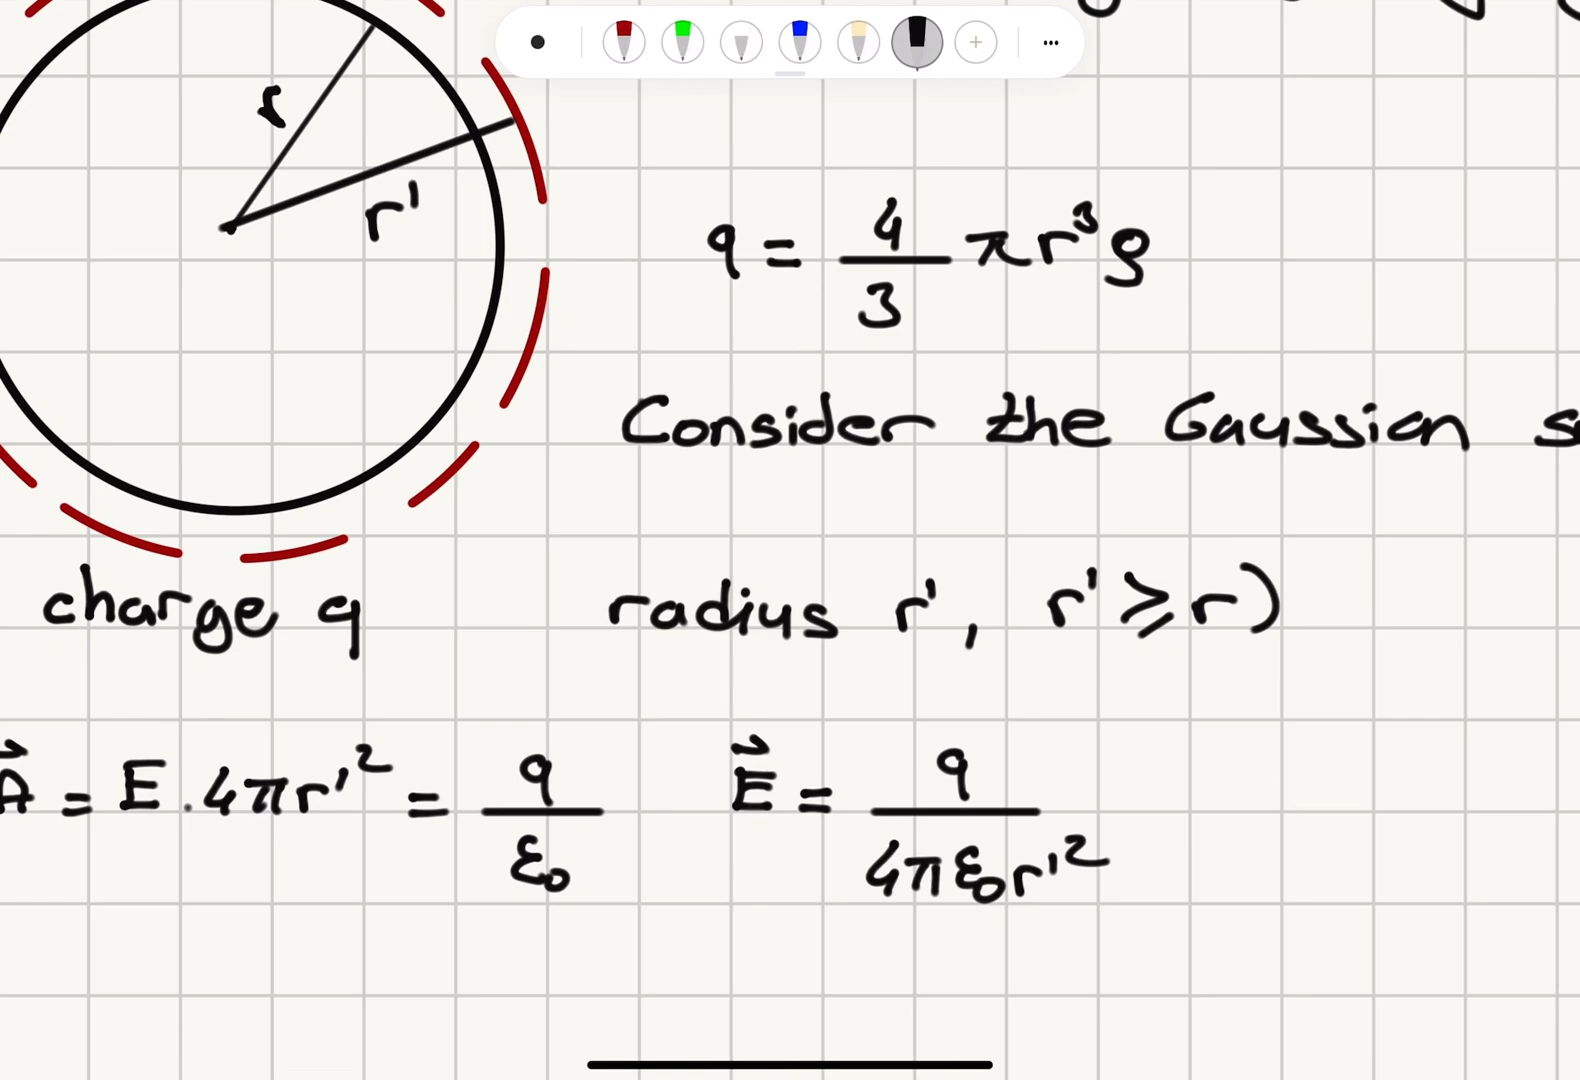 r
r'
q = 4/3 πr³ρ
Consider the Gaussian
charge q radius r', r' ≥ r)
A⃗ = E · 4πr'² = q/ε₀ E⃗ = q/4πε₀r'²